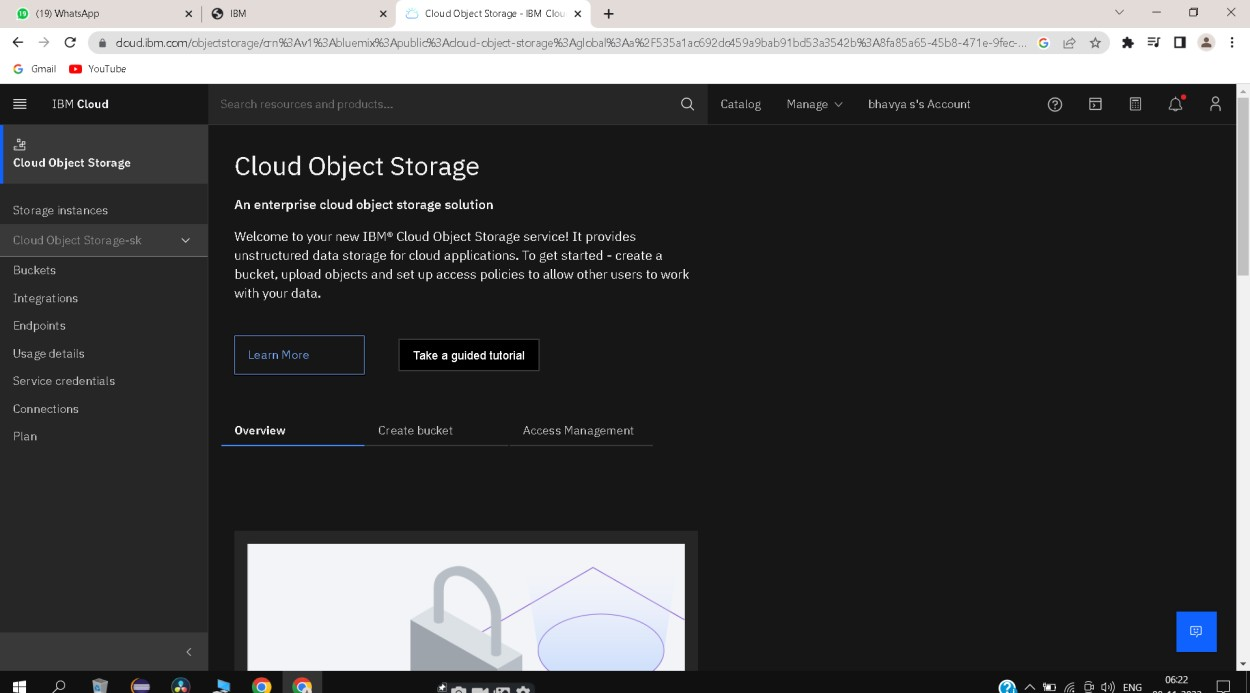 (19) WhatsApp
IBM
Cloud Object Storage - IBM Clou
cloud.ibm.com/objectstorage/crn%3Av1%3Abluemix%3Apublic%3Acloud-object-storage%3Aglobal%3Aa%2F535a1ac692dc459a9bab91bd53a3542b%3A8fa85a65-45b8-471e-9fec-...
Gmail
YouTube
IBM Cloud
Search resources and products...
Catalog
Manage
bhavya s's Account
Cloud Object Storage
Storage instances
Cloud Object Storage-sk
Buckets
Integrations
Endpoints
Usage details
Service credentials
Connections
Plan
Cloud Object Storage
An enterprise cloud object storage solution
Welcome to your new IBM® Cloud Object Storage service! It provides
unstructured data storage for cloud applications. To get started - create a
bucket, upload objects and set up access policies to allow other users to work
with your data.
Learn More
Take a guided tutorial
Overview
Create bucket
Access Management
ENG
06:22